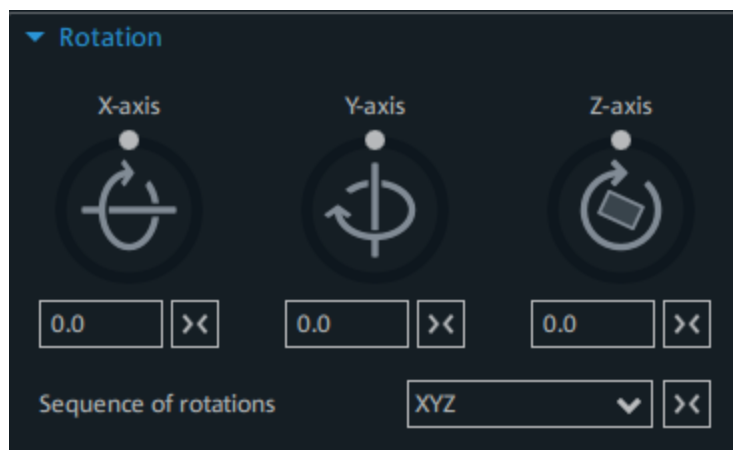 Rotation
X-axis Y-axis Z-axis
0.0 0.0 0.0
Sequence of rotations XYZ